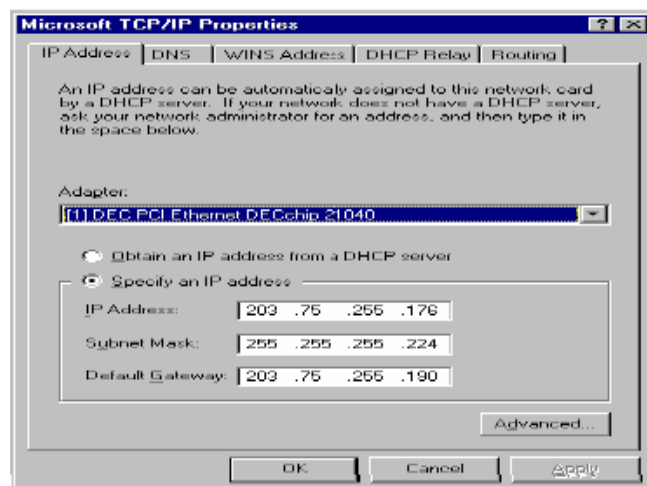 Microsoft TCP/IP Properties
IP Address DNS WINS Address DHCP Relay Routing
An IP address can be automaticaly assigned to this network card
by a DHCP server. If your network does not have a DHCP server,
ask your network administrator for an address, and then type it in
the space below.
Adapter:
[1] DEC PCI Ethernet DECchip 21040
Obtain an IP address from a DHCP server
Specify an IP address
IP Address: 203 .75 .255 .176
Subnet Mask: 255 .255 .255 .224
Default Gateway: 203 .75 .255 .190
Advanced...
OK Cancel Apply